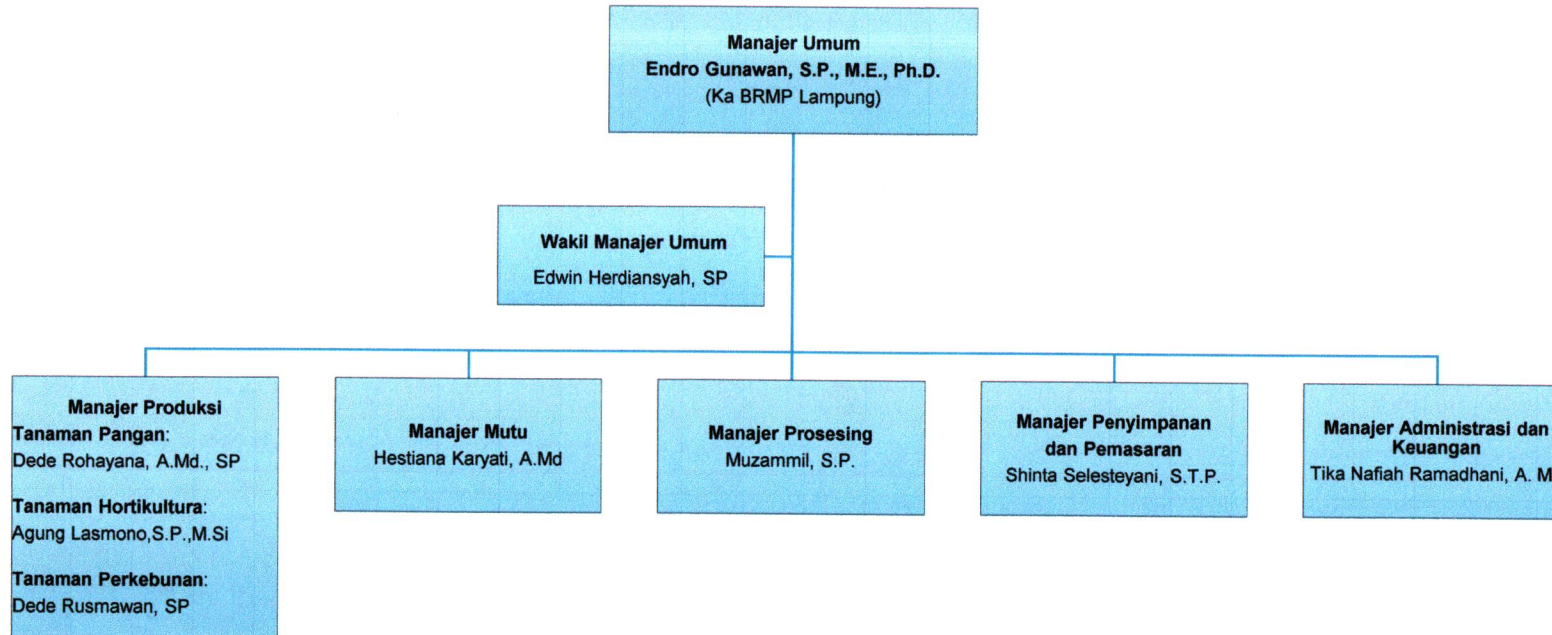 Manajer Umum
Endro Gunawan, S.P., M.E., Ph.D.
(Ka BRMP Lampung)
Wakil Manajer Umum
Edwin Herdiansyah, SP
Manajer Produksi
Tanaman Pangan:
Dede Rohayana, A.Md., SP
Tanaman Hortikultura:
Agung Lasmono,S.P.,M.Si
Tanaman Perkebunan:
Dede Rusmawan, SP
Manajer Mutu
Hestiana Karyati, A.Md
Manajer Prosesing
Muzammil, S.P.
Manajer Penyimpanan
dan Pemasaran
Shinta Selesteyani, S.T.P.
Manajer Administrasi dan
Keuangan
Tika Nafiah Ramadhani, A. M